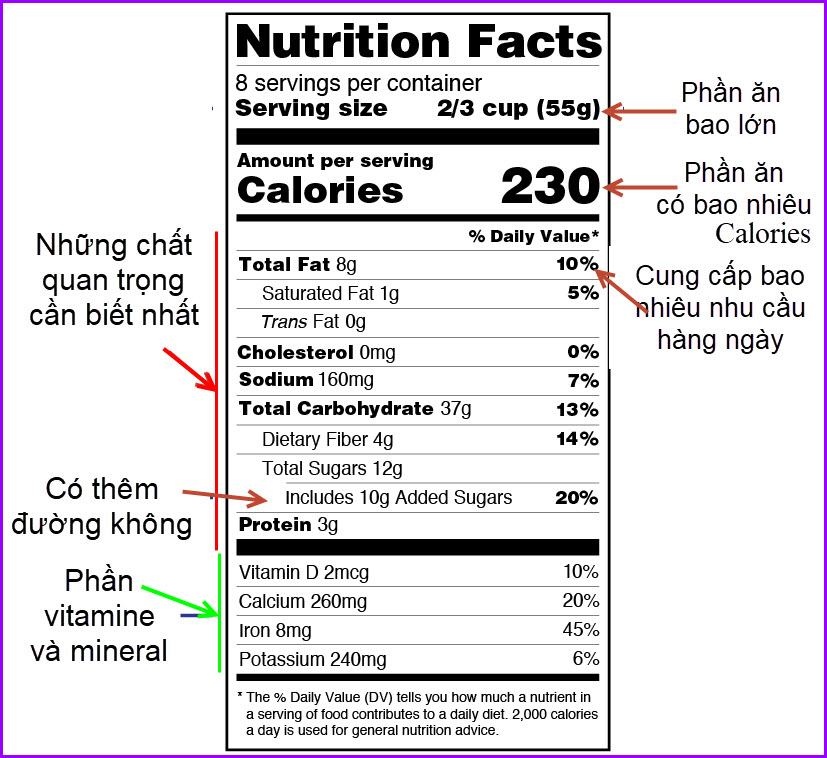 Nutrition Facts
8 servings per container
Serving size 2/3 cup (55g)
Phần ăn
bao lớn
Amount per serving
Calories 230
Phần ăn
có bao nhiêu
Calories
% Daily Value*
Total Fat 8g 10%
Saturated Fat 1g 5%
Trans Fat 0g
Cholesterol 0mg 0%
Sodium 160mg 7%
Total Carbohydrate 37g 13%
Dietary Fiber 4g 14%
Total Sugars 12g
Includes 10g Added Sugars 20%
Protein 3g
Cung cấp bao
nhiêu nhu cầu
hàng ngày
Những chất
quan trọng
cần biết nhất
Có thêm
đường không
Vitamin D 2mcg 10%
Calcium 260mg 20%
Iron 8mg 45%
Potassium 240mg 6%
Phần
vitamine
và mineral
* The % Daily Value (DV) tells you how much a nutrient in
a serving of food contributes to a daily diet. 2,000 calories
a day is used for general nutrition advice.